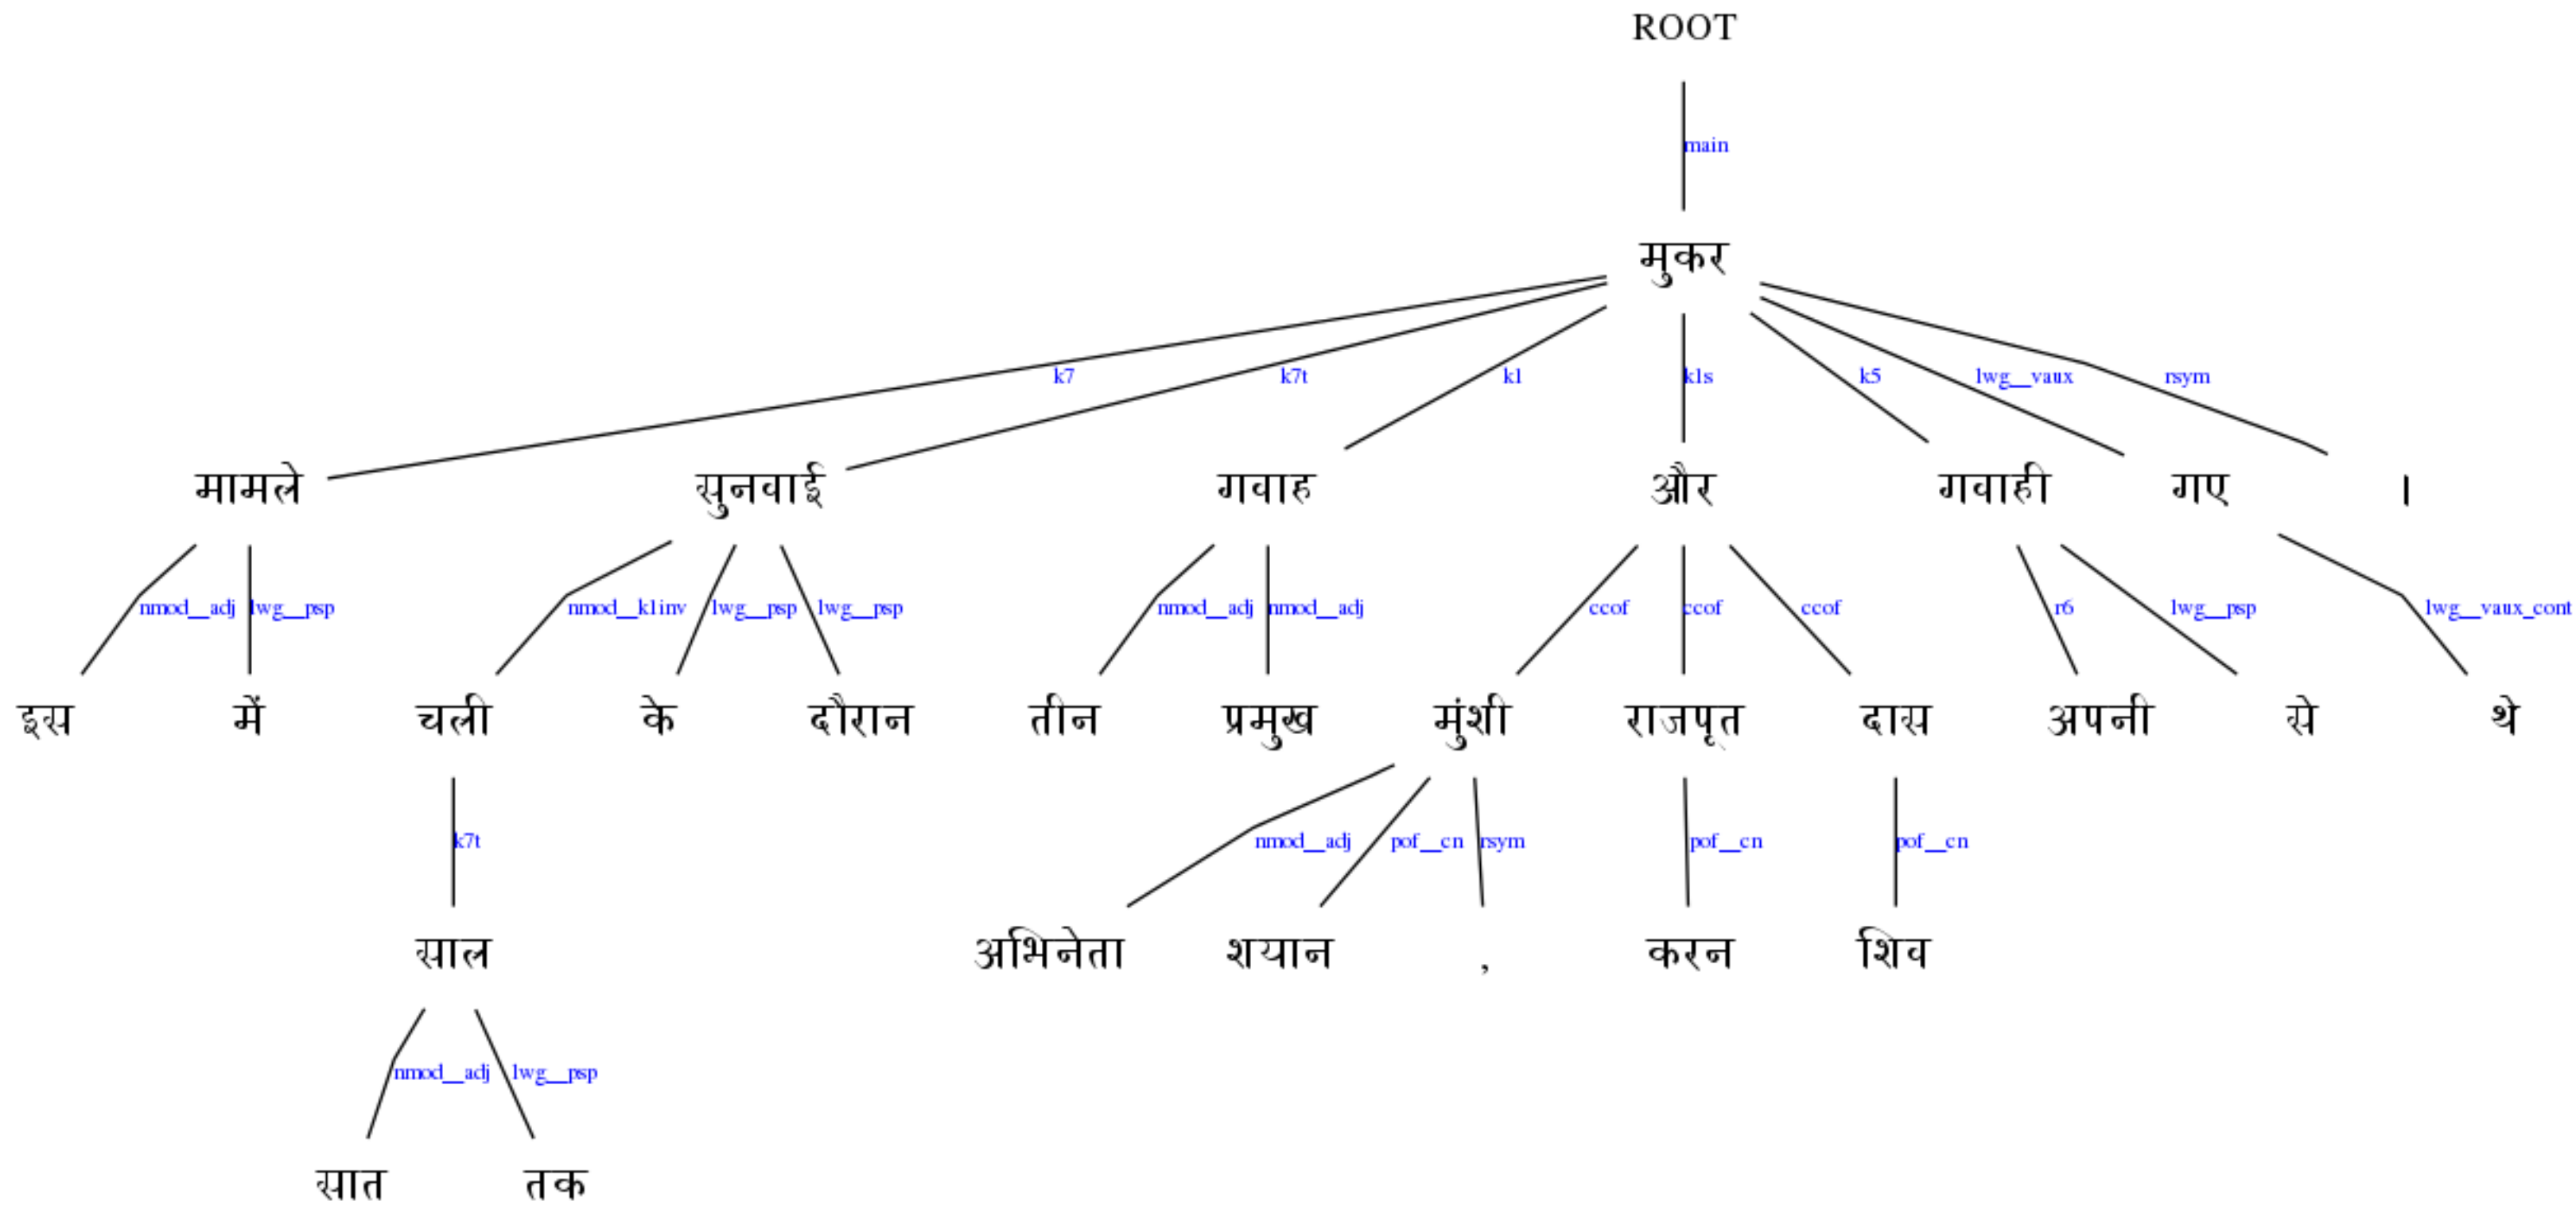 ROOT
main
मुकर
k7 k7t k1 k1s k5 lwg__vaux rsym
मामले सुनवाई गवाह और गवाही गए ।
nmod__adj lwg__psp nmod__k1inv lwg__psp lwg__psp nmod__adj nmod__adj ccof ccof ccof r6 lwg__psp lwg__vaux_cont
इस में चली के दौरान तीन प्रमुख मुंशी राजपूत दास अपनी से थे
k7t nmod__adj pof__cn rsym pof__cn pof__cn
साल अभिनेता शयान , करन शिव
nmod__adj lwg__psp
सात तक